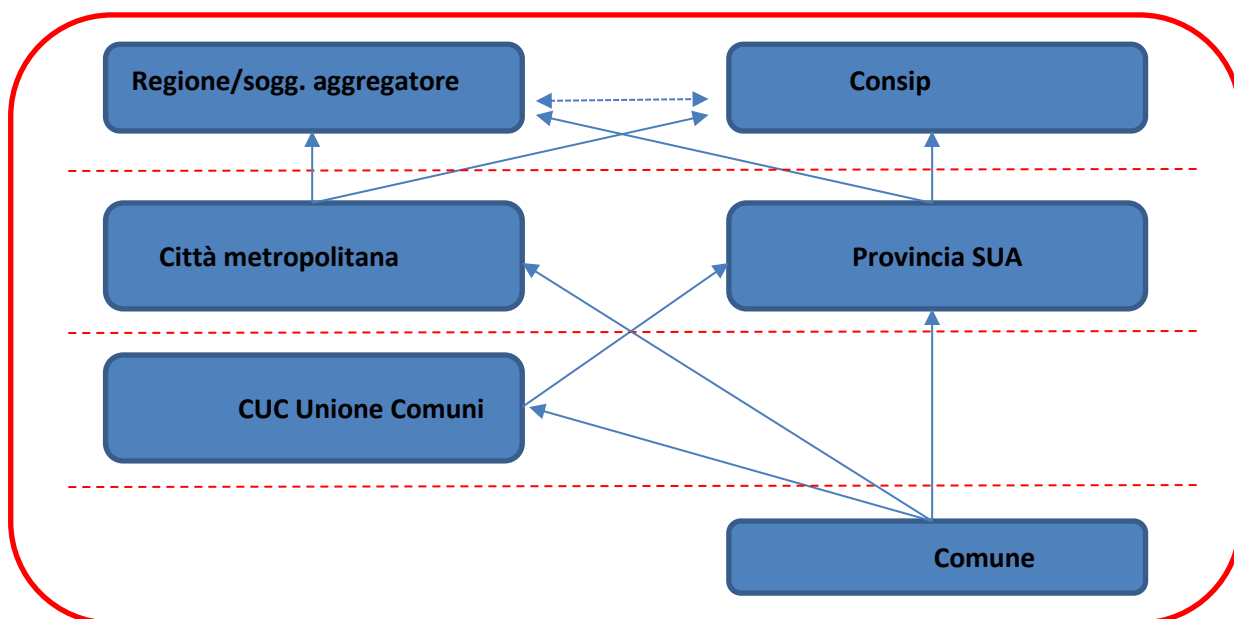 Regione/sogg. aggregatore
Consip
Città metropolitana
Provincia SUA
CUC Unione Comuni
Comune